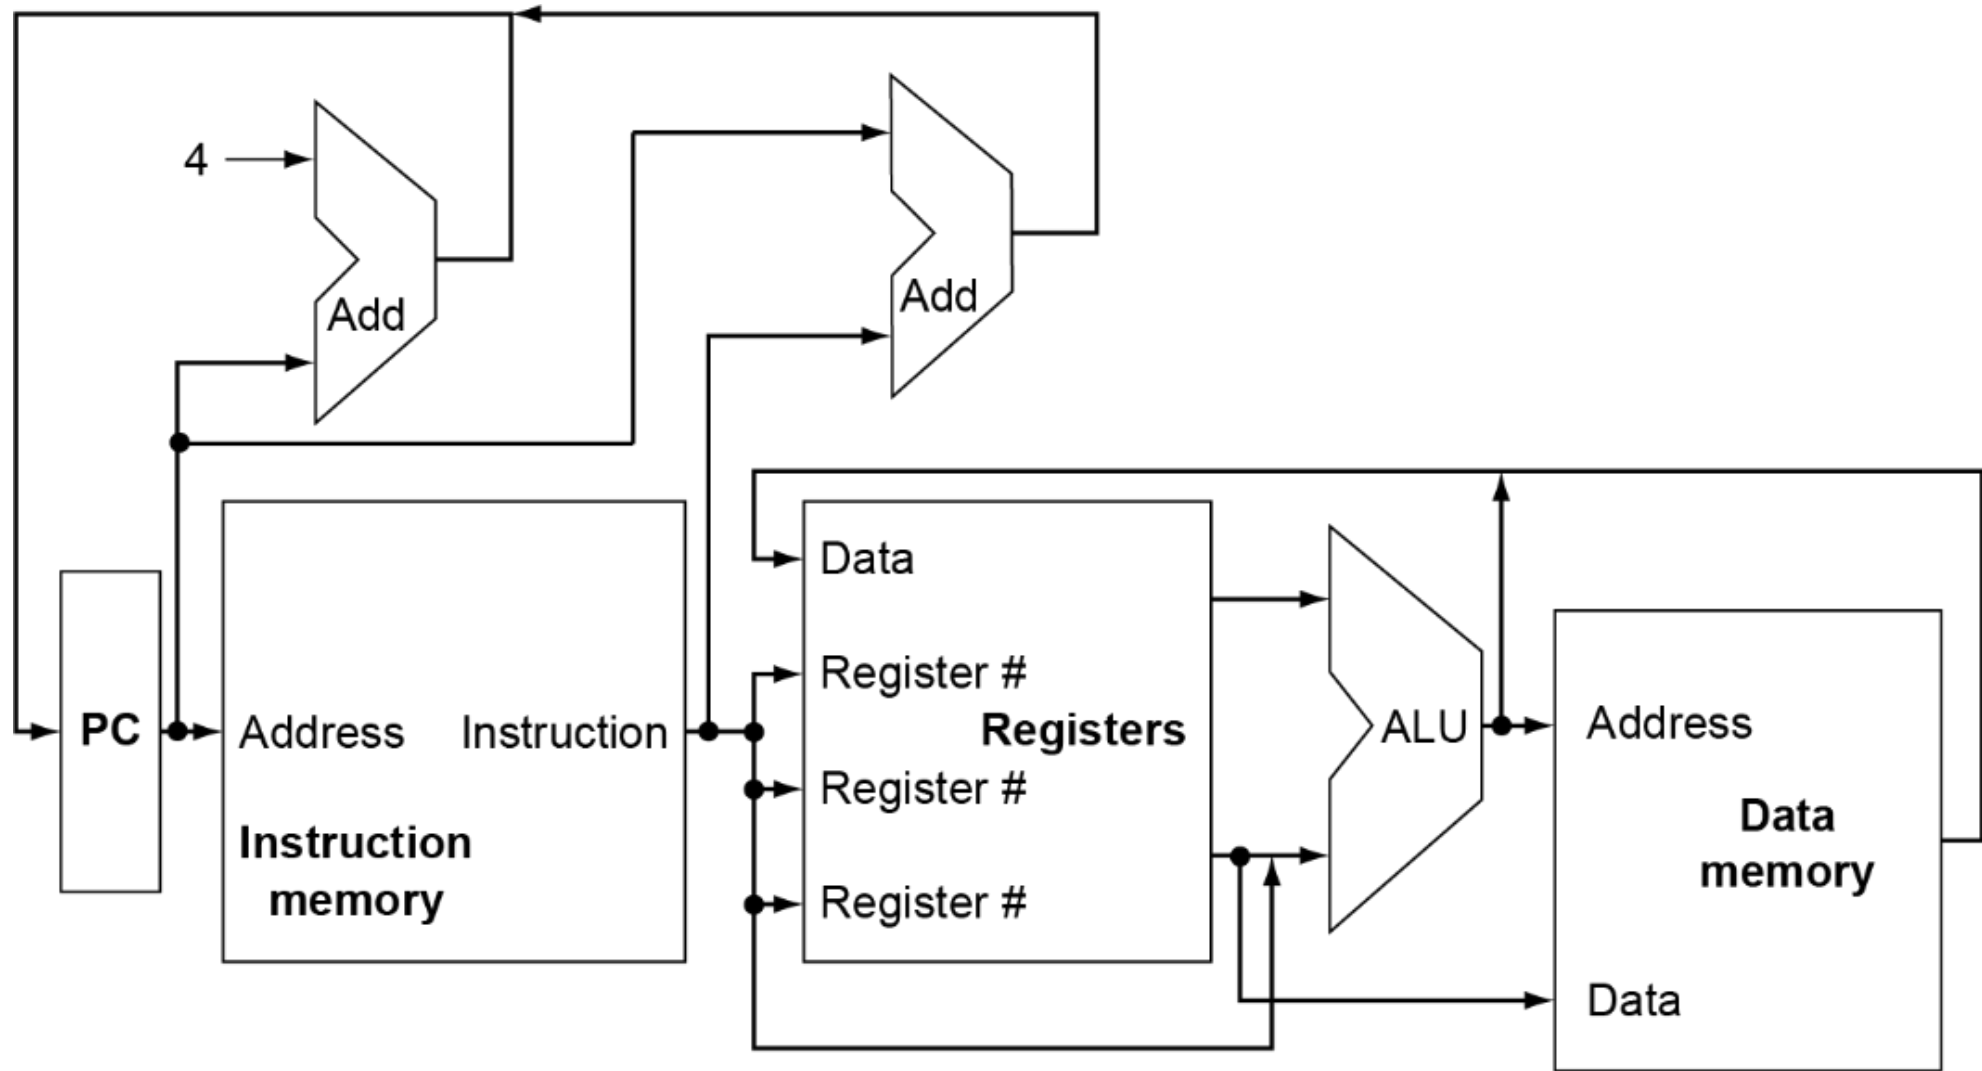 4
Add
Add
PC
Address
Instruction
Instruction
memory
Data
Register #
Registers
Register #
Register #
ALU
Address
Data
memory
Data